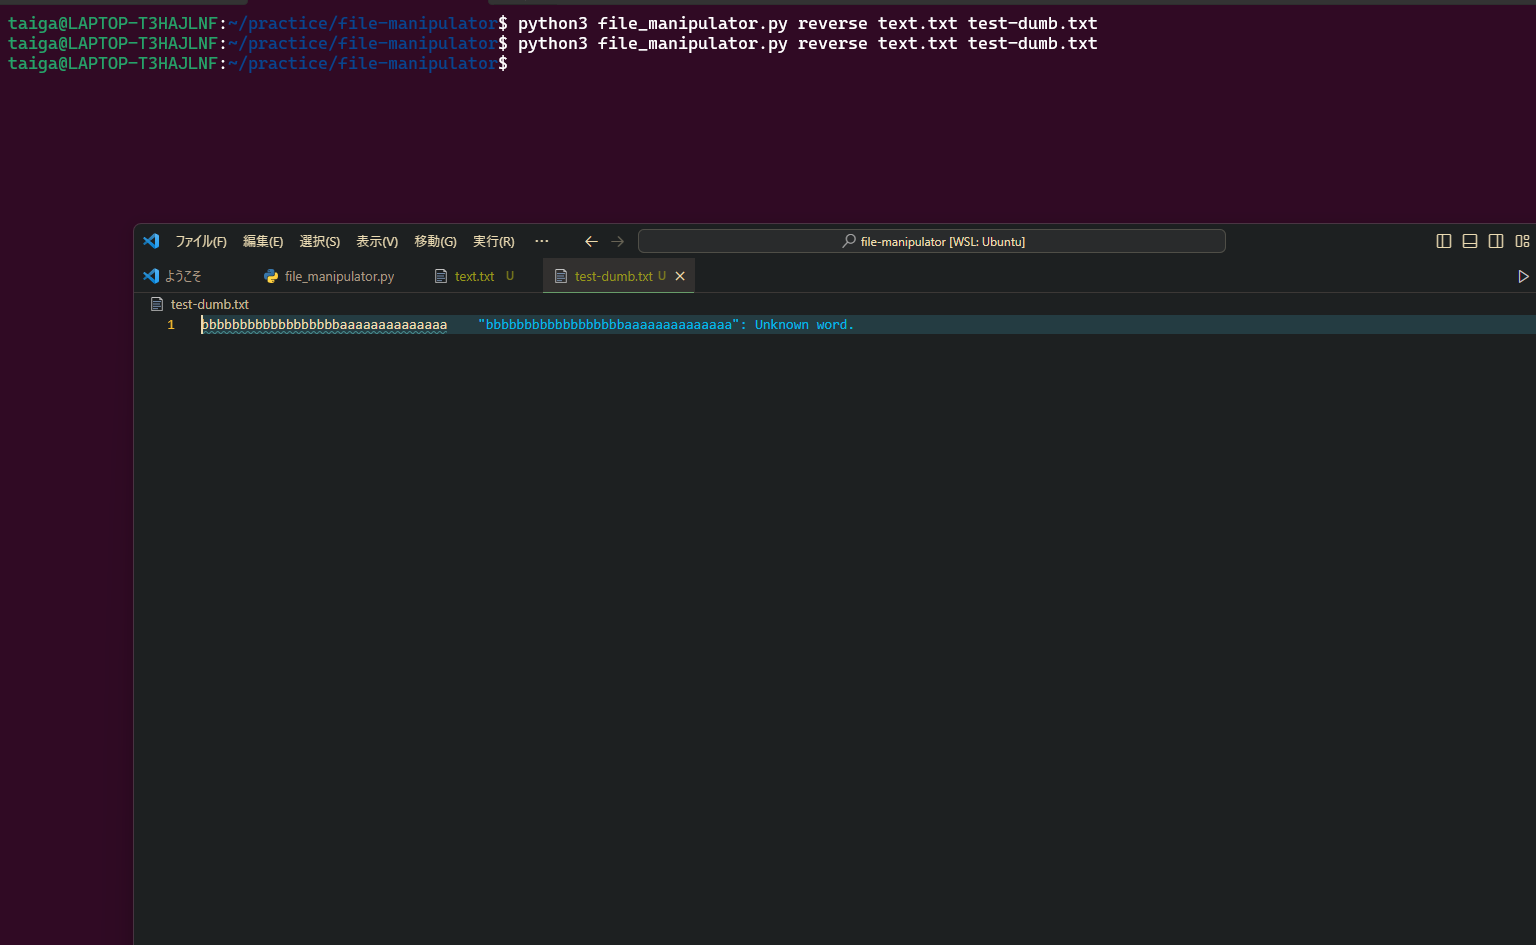 taiga@LAPTOP-T3HAJLNF:~/practice/file-manipulator$ python3 file_manipulator.py reverse text.txt test-dumb.txt
taiga@LAPTOP-T3HAJLNF:~/practice/file-manipulator$ python3 file_manipulator.py reverse text.txt test-dumb.txt
taiga@LAPTOP-T3HAJLNF:~/practice/file-manipulator$
ファイル(F) 編集(E) 選択(S) 表示(V) 移動(G) 実行(R) … ← → file-manipulator [WSL: Ubuntu]
ようこそ file_manipulator.py text.txt U test-dumb.txt U ×
test-dumb.txt
1 bbbbbbbbbbbbbbbbbbaaaaaaaaaaaaaa "bbbbbbbbbbbbbbbbbbaaaaaaaaaaaaaa": Unknown word.